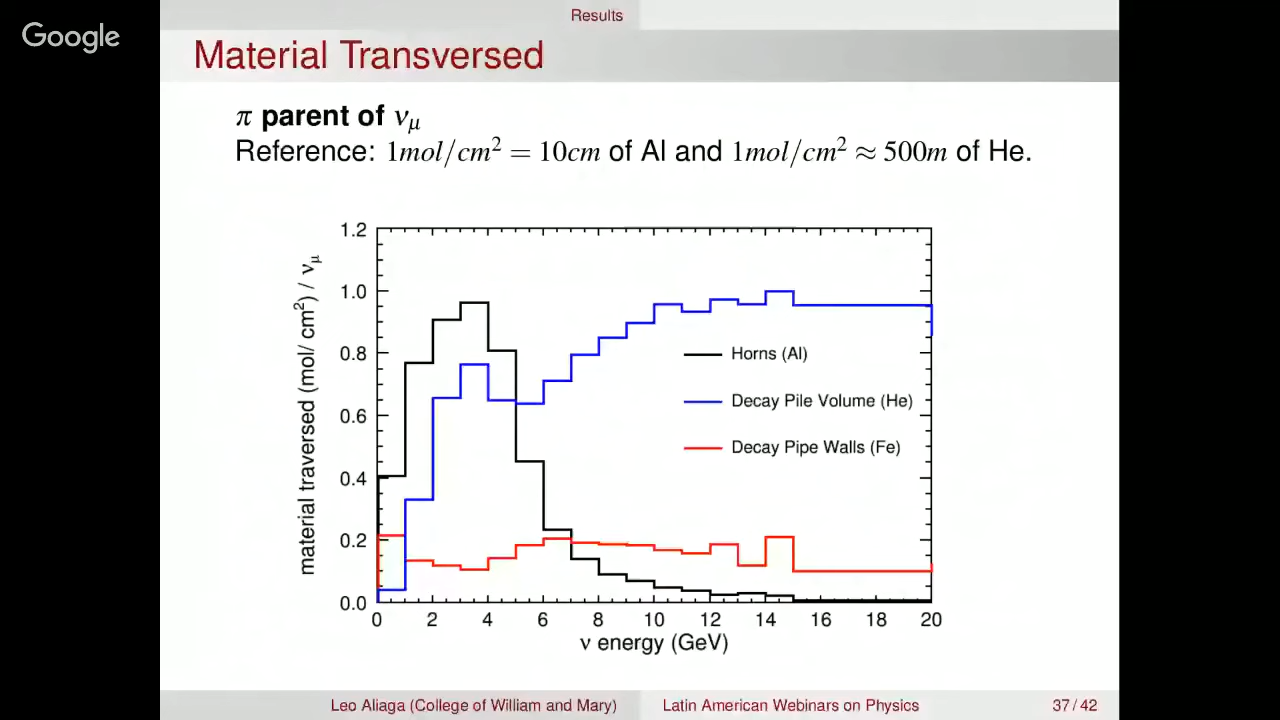 Results
Google
Material Transversed
π parent of νμ
Reference: 1mol/cm² = 10cm of Al and 1mol/cm² ≈ 500m of He.
material traversed (mol/ cm²) / νμ
1.2
1.0
0.8
0.6
0.4
0.2
0.0
Horns (Al)
Decay Pile Volume (He)
Decay Pipe Walls (Fe)
0 2 4 6 8 10 12 14 16 18 20
ν energy (GeV)
Leo Aliaga (College of William and Mary) Latin American Webinars on Physics 37 / 42